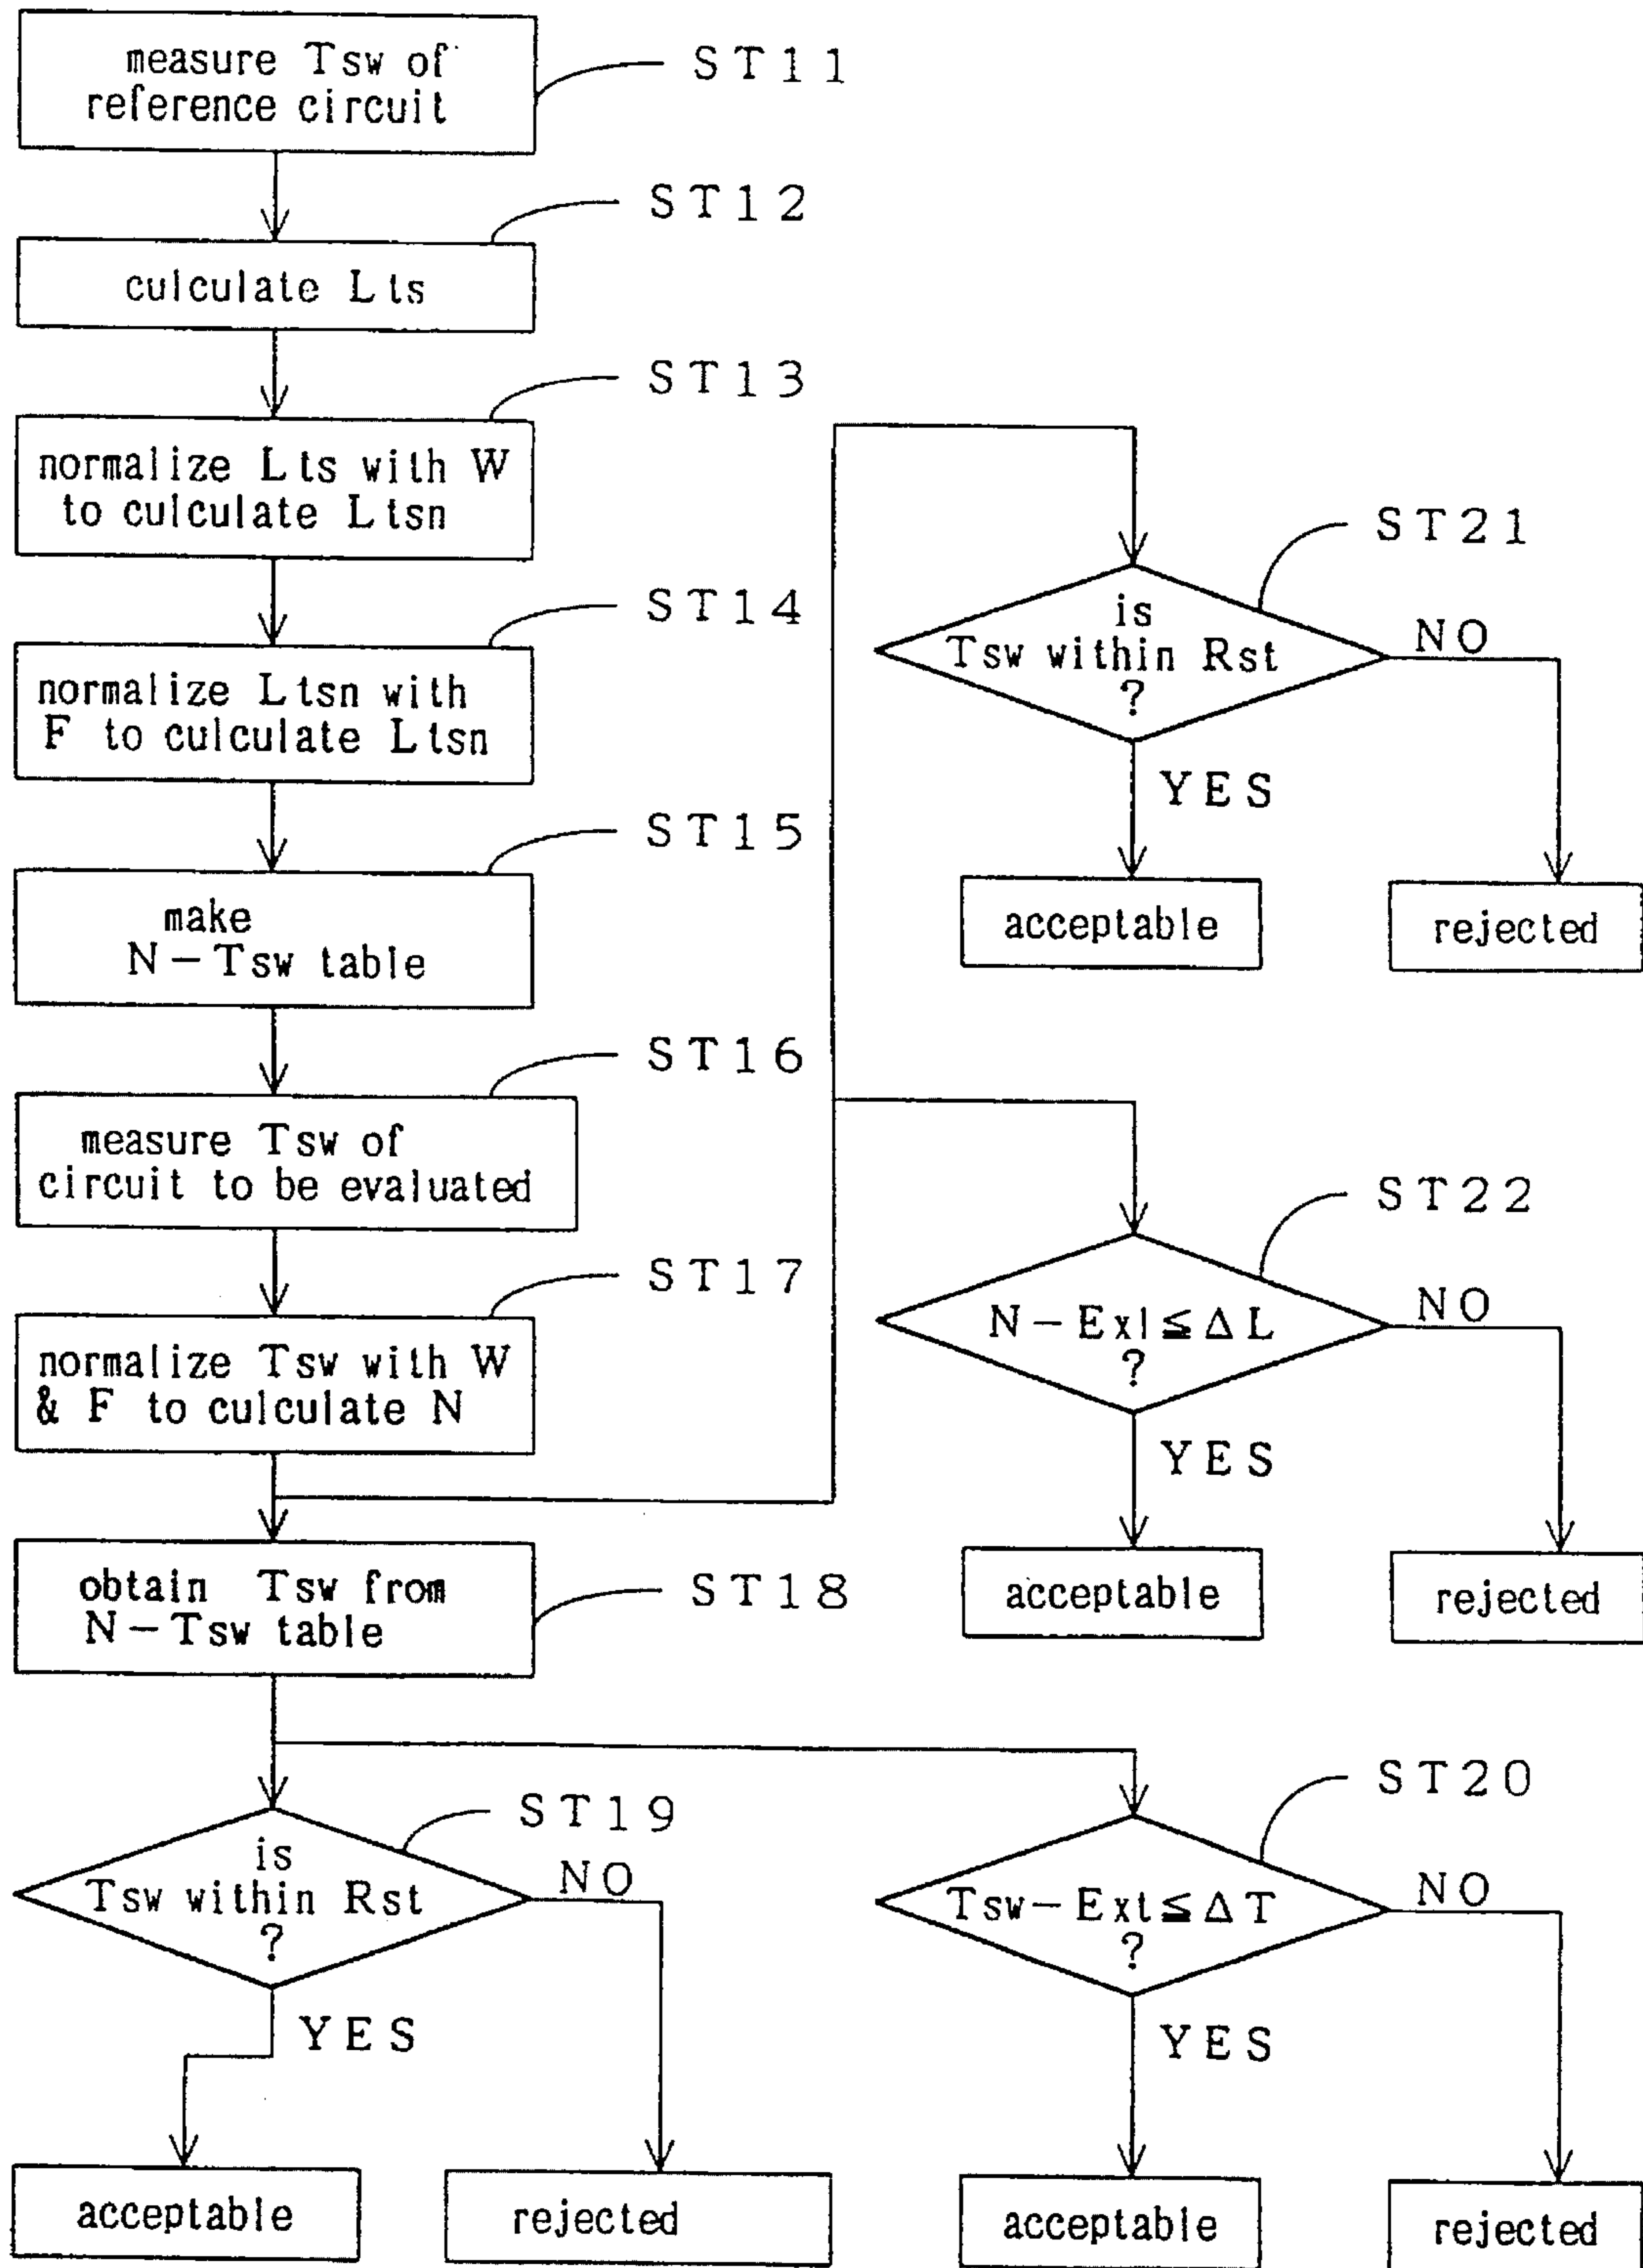 measure Tsw of
reference circuit
ST11
ST12
culculate Lts
ST13
normalize Lts with W
to culculate Ltsn
ST14
normalize Ltsn with
F to culculate Ltsn
ST15
make
N-Tsw table
ST16
measure Tsw of
circuit to be evaluated
ST17
normalize Tsw with W
& F to culculate N
obtain Tsw from
N-Tsw table
ST18
ST19
is
Tsw within Rst
?
NO
YES
acceptable
rejected
ST20
Tsw-Ext≦ΔT
?
NO
YES
acceptable
rejected
ST21
is
Tsw within Rst
?
NO
YES
acceptable
rejected
ST22
N-Exl≦ΔL
?
NO
YES
acceptable
rejected